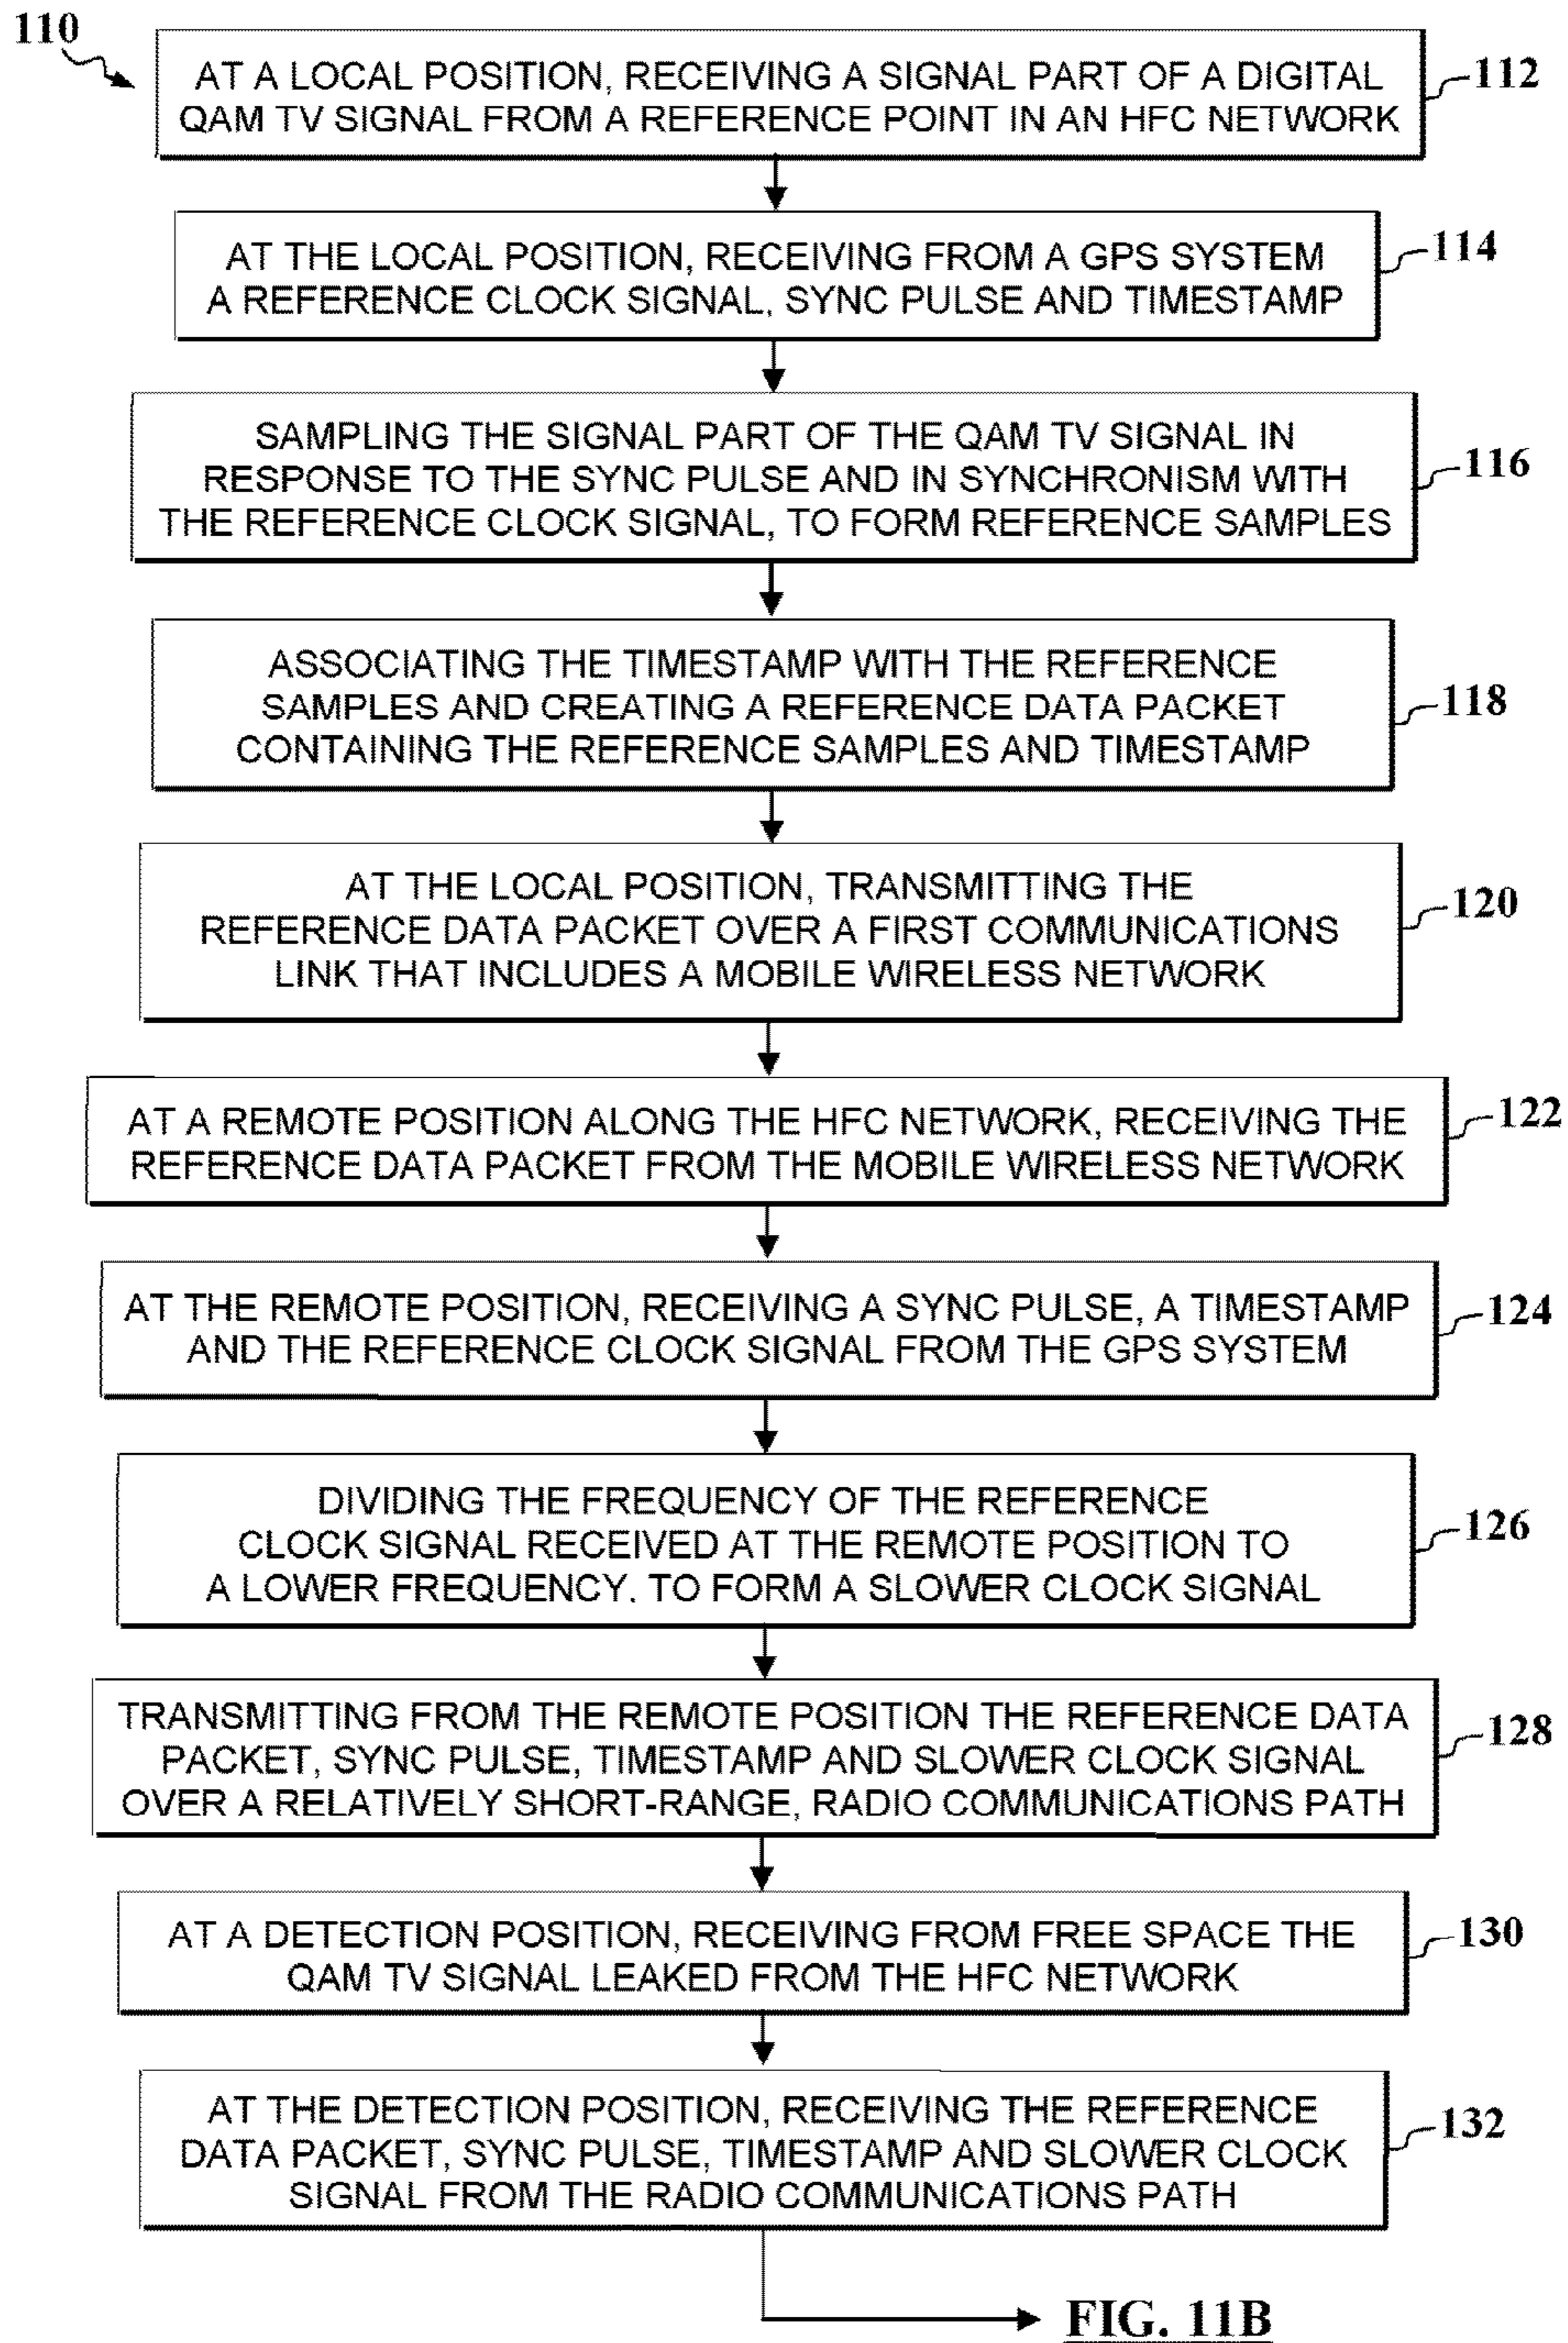 110
AT A LOCAL POSITION, RECEIVING A SIGNAL PART OF A DIGITAL
QAM TV SIGNAL FROM A REFERENCE POINT IN AN HFC NETWORK
112
AT THE LOCAL POSITION, RECEIVING FROM A GPS SYSTEM
A REFERENCE CLOCK SIGNAL, SYNC PULSE AND TIMESTAMP
114
SAMPLING THE SIGNAL PART OF THE QAM TV SIGNAL IN
RESPONSE TO THE SYNC PULSE AND IN SYNCHRONISM WITH
THE REFERENCE CLOCK SIGNAL, TO FORM REFERENCE SAMPLES
116
ASSOCIATING THE TIMESTAMP WITH THE REFERENCE
SAMPLES AND CREATING A REFERENCE DATA PACKET
CONTAINING THE REFERENCE SAMPLES AND TIMESTAMP
118
AT THE LOCAL POSITION, TRANSMITTING THE
REFERENCE DATA PACKET OVER A FIRST COMMUNICATIONS
LINK THAT INCLUDES A MOBILE WIRELESS NETWORK
120
AT A REMOTE POSITION ALONG THE HFC NETWORK, RECEIVING THE
REFERENCE DATA PACKET FROM THE MOBILE WIRELESS NETWORK
122
AT THE REMOTE POSITION, RECEIVING A SYNC PULSE, A TIMESTAMP
AND THE REFERENCE CLOCK SIGNAL FROM THE GPS SYSTEM
124
DIVIDING THE FREQUENCY OF THE REFERENCE
CLOCK SIGNAL RECEIVED AT THE REMOTE POSITION TO
A LOWER FREQUENCY. TO FORM A SLOWER CLOCK SIGNAL
126
TRANSMITTING FROM THE REMOTE POSITION THE REFERENCE DATA
PACKET, SYNC PULSE, TIMESTAMP AND SLOWER CLOCK SIGNAL
OVER A RELATIVELY SHORT-RANGE, RADIO COMMUNICATIONS PATH
128
AT A DETECTION POSITION, RECEIVING FROM FREE SPACE THE
QAM TV SIGNAL LEAKED FROM THE HFC NETWORK
130
AT THE DETECTION POSITION, RECEIVING THE REFERENCE
DATA PACKET, SYNC PULSE, TIMESTAMP AND SLOWER CLOCK
SIGNAL FROM THE RADIO COMMUNICATIONS PATH
132
FIG. 11B